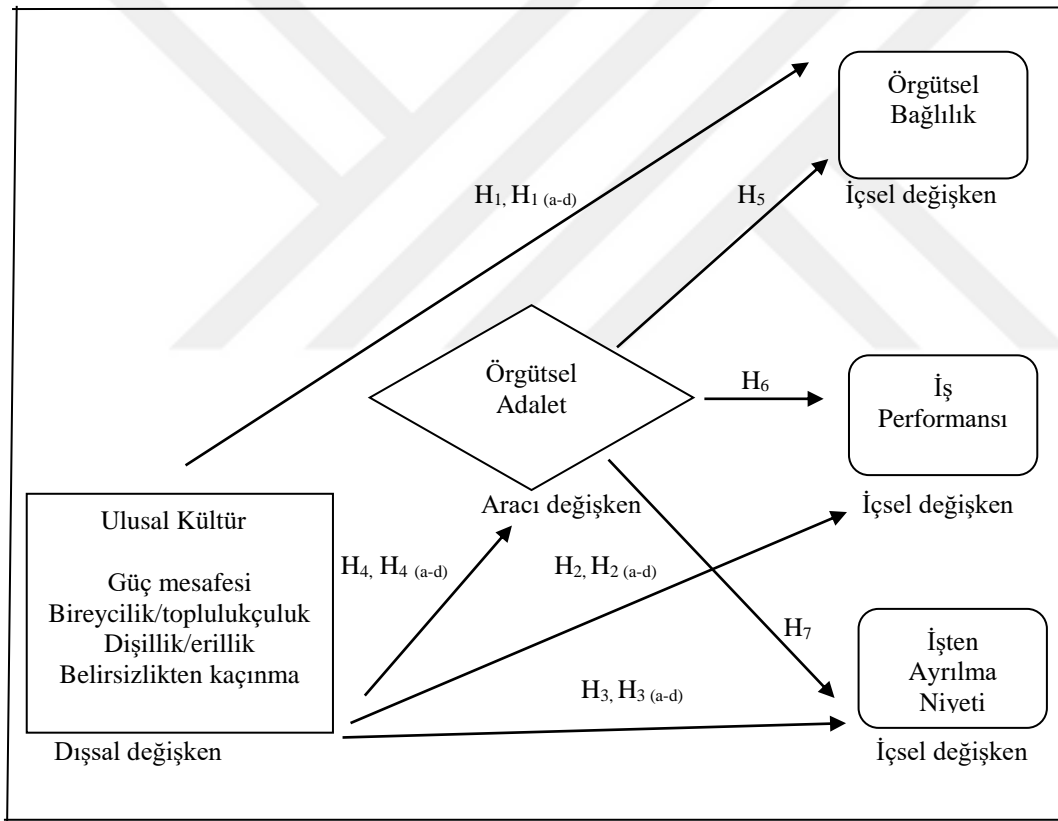 Örgütsel
Bağlılık
İçsel değişken
H1, H1 (a-d)
H5
Örgütsel
Adalet
Aracı değişken
H6
İş
Performansı
İçsel değişken
Ulusal Kültür
Güç mesafesi
Bireycilik/toplulukçuluk
Dişillik/erillik
Belirsizlikten kaçınma
Dışsal değişken
H4, H4 (a-d)
H2, H2 (a-d)
H7
H3, H3 (a-d)
İşten
Ayrılma
Niyeti
İçsel değişken